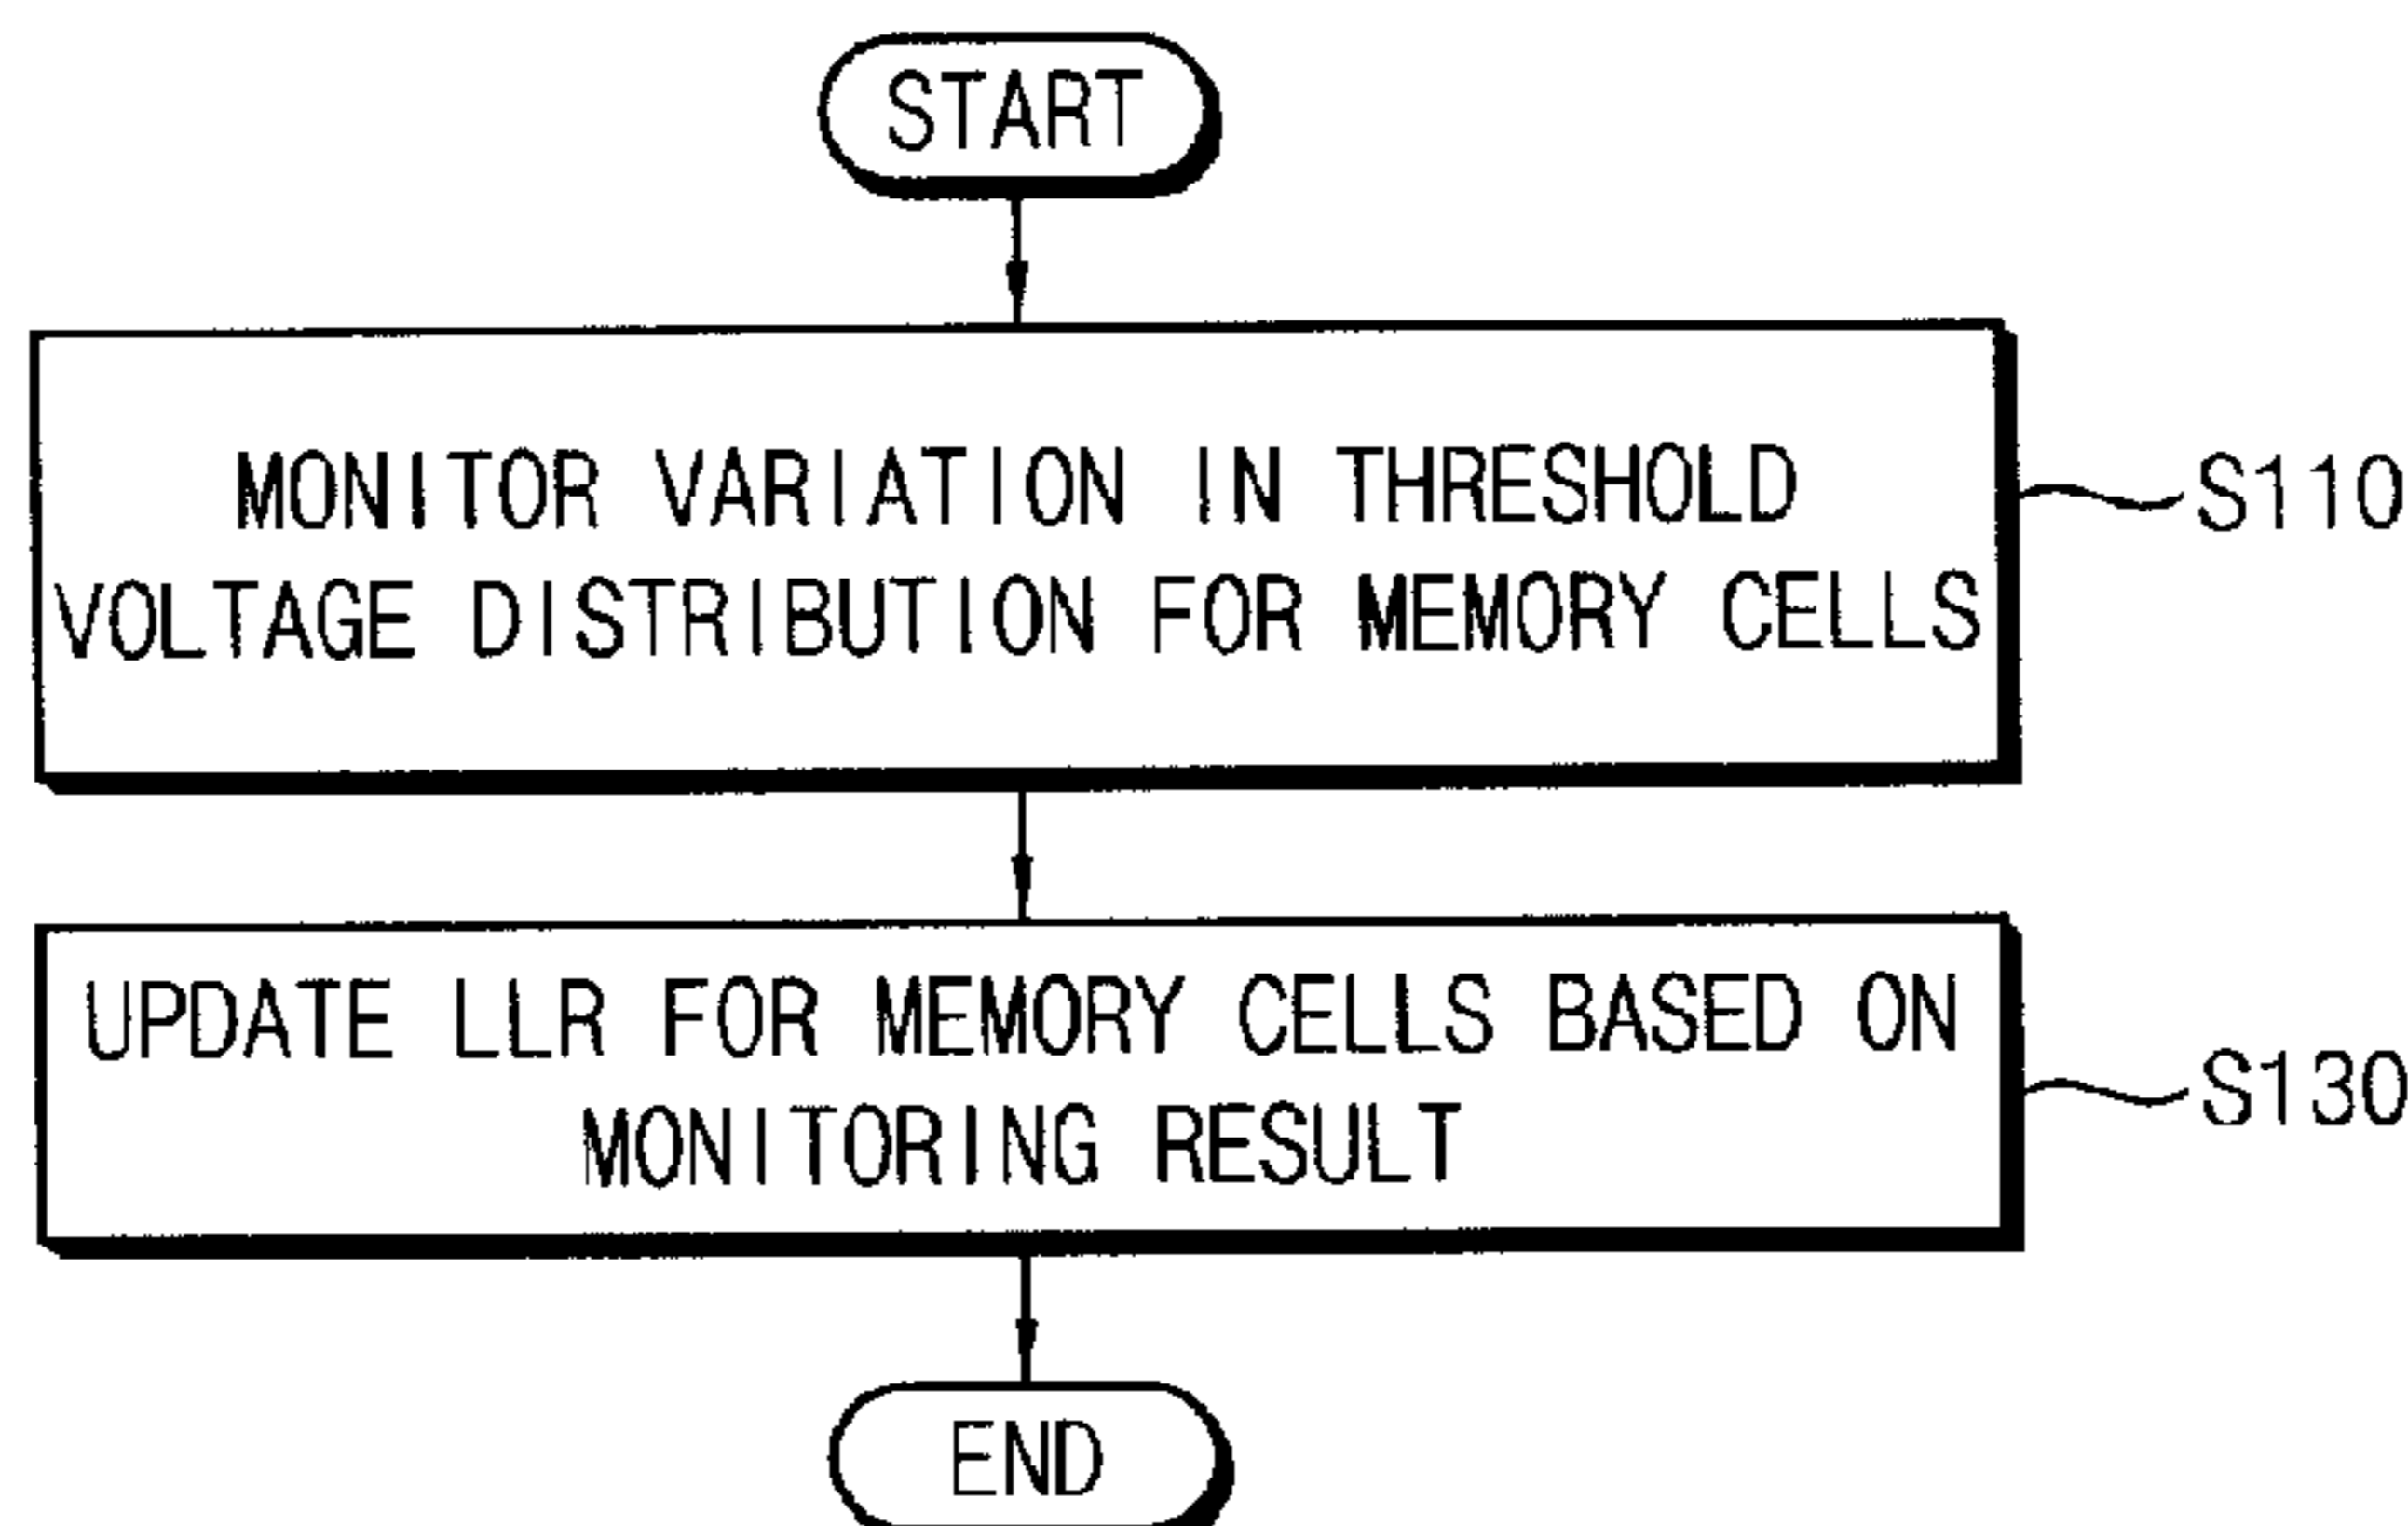 START
MONITOR VARIATION IN THRESHOLD
VOLTAGE DISTRIBUTION FOR MEMORY CELLS
S110
UPDATE LLR FOR MEMORY CELLS BASED ON
MONITORING RESULT
S130
END